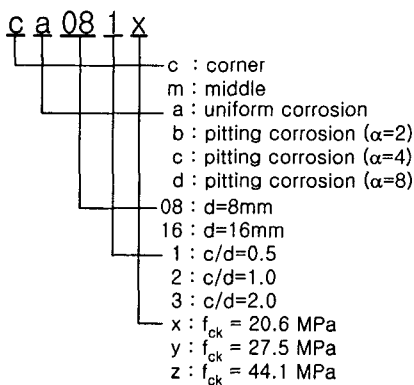 c a 08 1 x
c : corner
m : middle
a : uniform corrosion
b : pitting corrosion (α=2)
c : pitting corrosion (α=4)
d : pitting corrosion (α=8)
08 : d=8mm
16 : d=16mm
1 : c/d=0.5
2 : c/d=1.0
3 : c/d=2.0
x : fck = 20.6 MPa
y : fck = 27.5 MPa
z : fck = 44.1 MPa